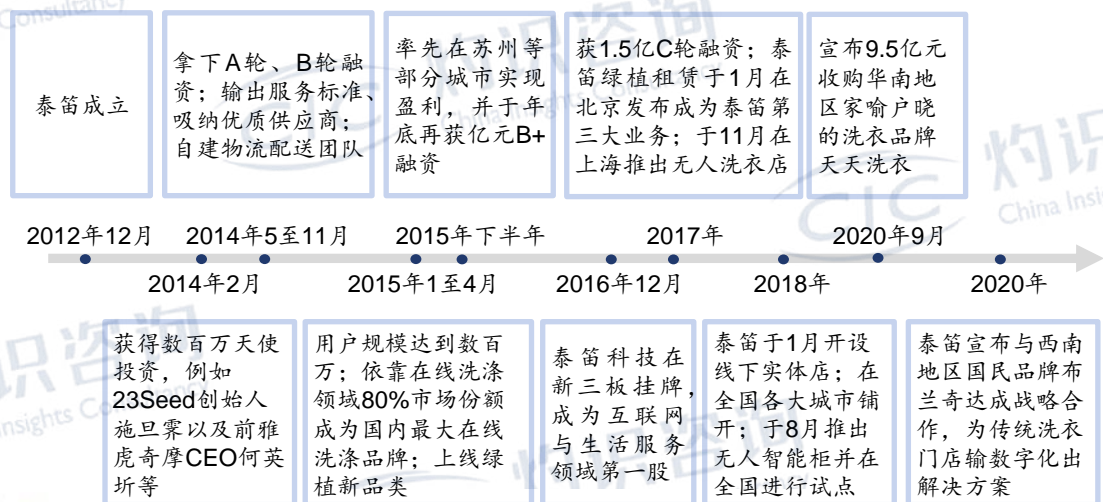 泰笛成立
拿下A轮、B轮融
资；输出服务标准、
吸纳优质供应商；
自建物流配送团队
率先在苏州等
部分城市实现
盈利，并于年
底再获亿元B+
融资
获1.5亿C轮融资；泰
笛绿植租赁于1月在
北京发布成为泰笛第
三大业务；于11月在
上海推出无人洗衣店
宣布9.5亿元
收购华南地
区家喻户晓
的洗衣品牌
天天洗衣
2012年12月
2014年5至11月
2015年下半年
2017年
2020年9月
2014年2月
2015年1至4月
2016年12月
2018年
2020年
获得数百万天使
投资，例如
23Seed创始人
施旦霁以及前雅
虎奇摩CEO何英
圻等
用户规模达到数百
万；依靠在线洗涤
领域80%市场份额
成为国内最大在线
洗涤品牌；上线绿
植新品类
泰笛科技在
新三板挂牌，
成为互联网
与生活服务
领域第一股
泰笛于1月开设
线下实体店；在
全国各大城市铺
开；于8月推出
无人智能柜并在
全国进行试点
泰笛宣布与西南
地区国民品牌布
兰奇达成战略合
作，为传统洗衣
门店输数字化出
解决方案
灼识咨询
CIC
China Insights Consultancy